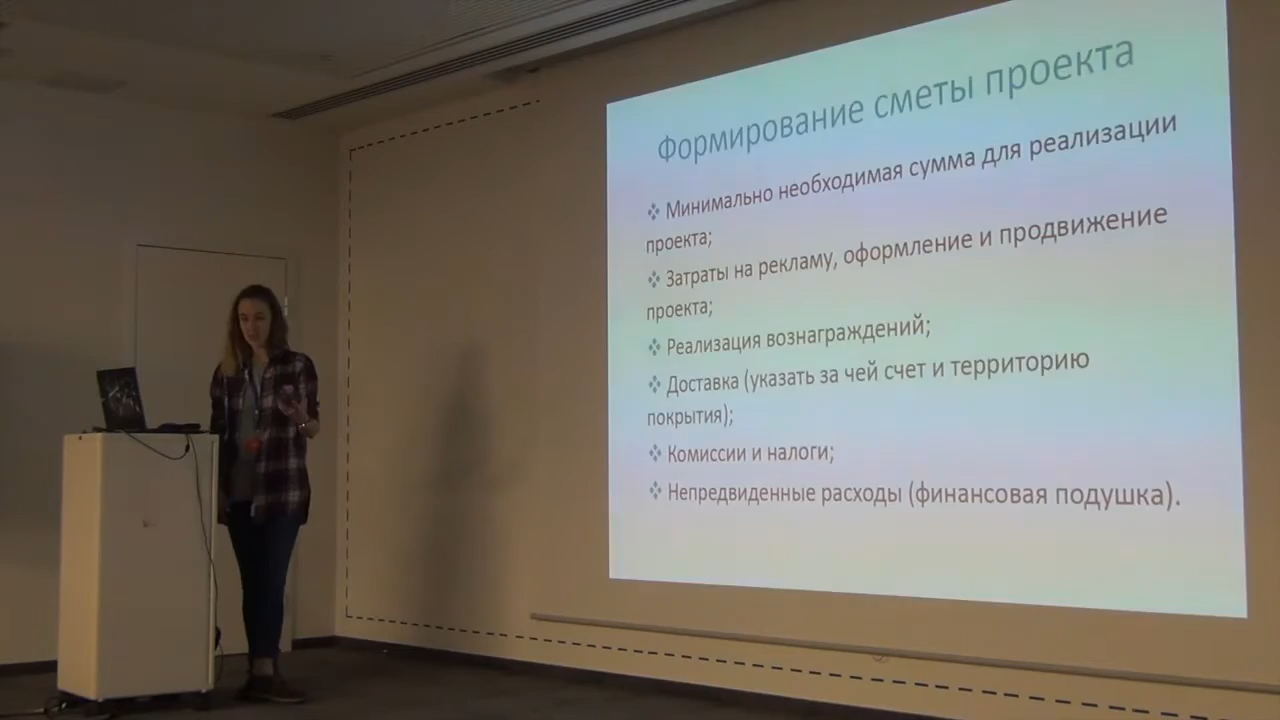 Формирование сметы проекта
❖ Минимально необходимая сумма для реализации
проекта;
❖ Затраты на рекламу, оформление и продвижение
проекта;
❖ Реализация вознаграждений;
❖ Доставка (указать за чей счет и территорию
покрытия);
❖ Комиссии и налоги;
❖ Непредвиденные расходы (финансовая подушка).